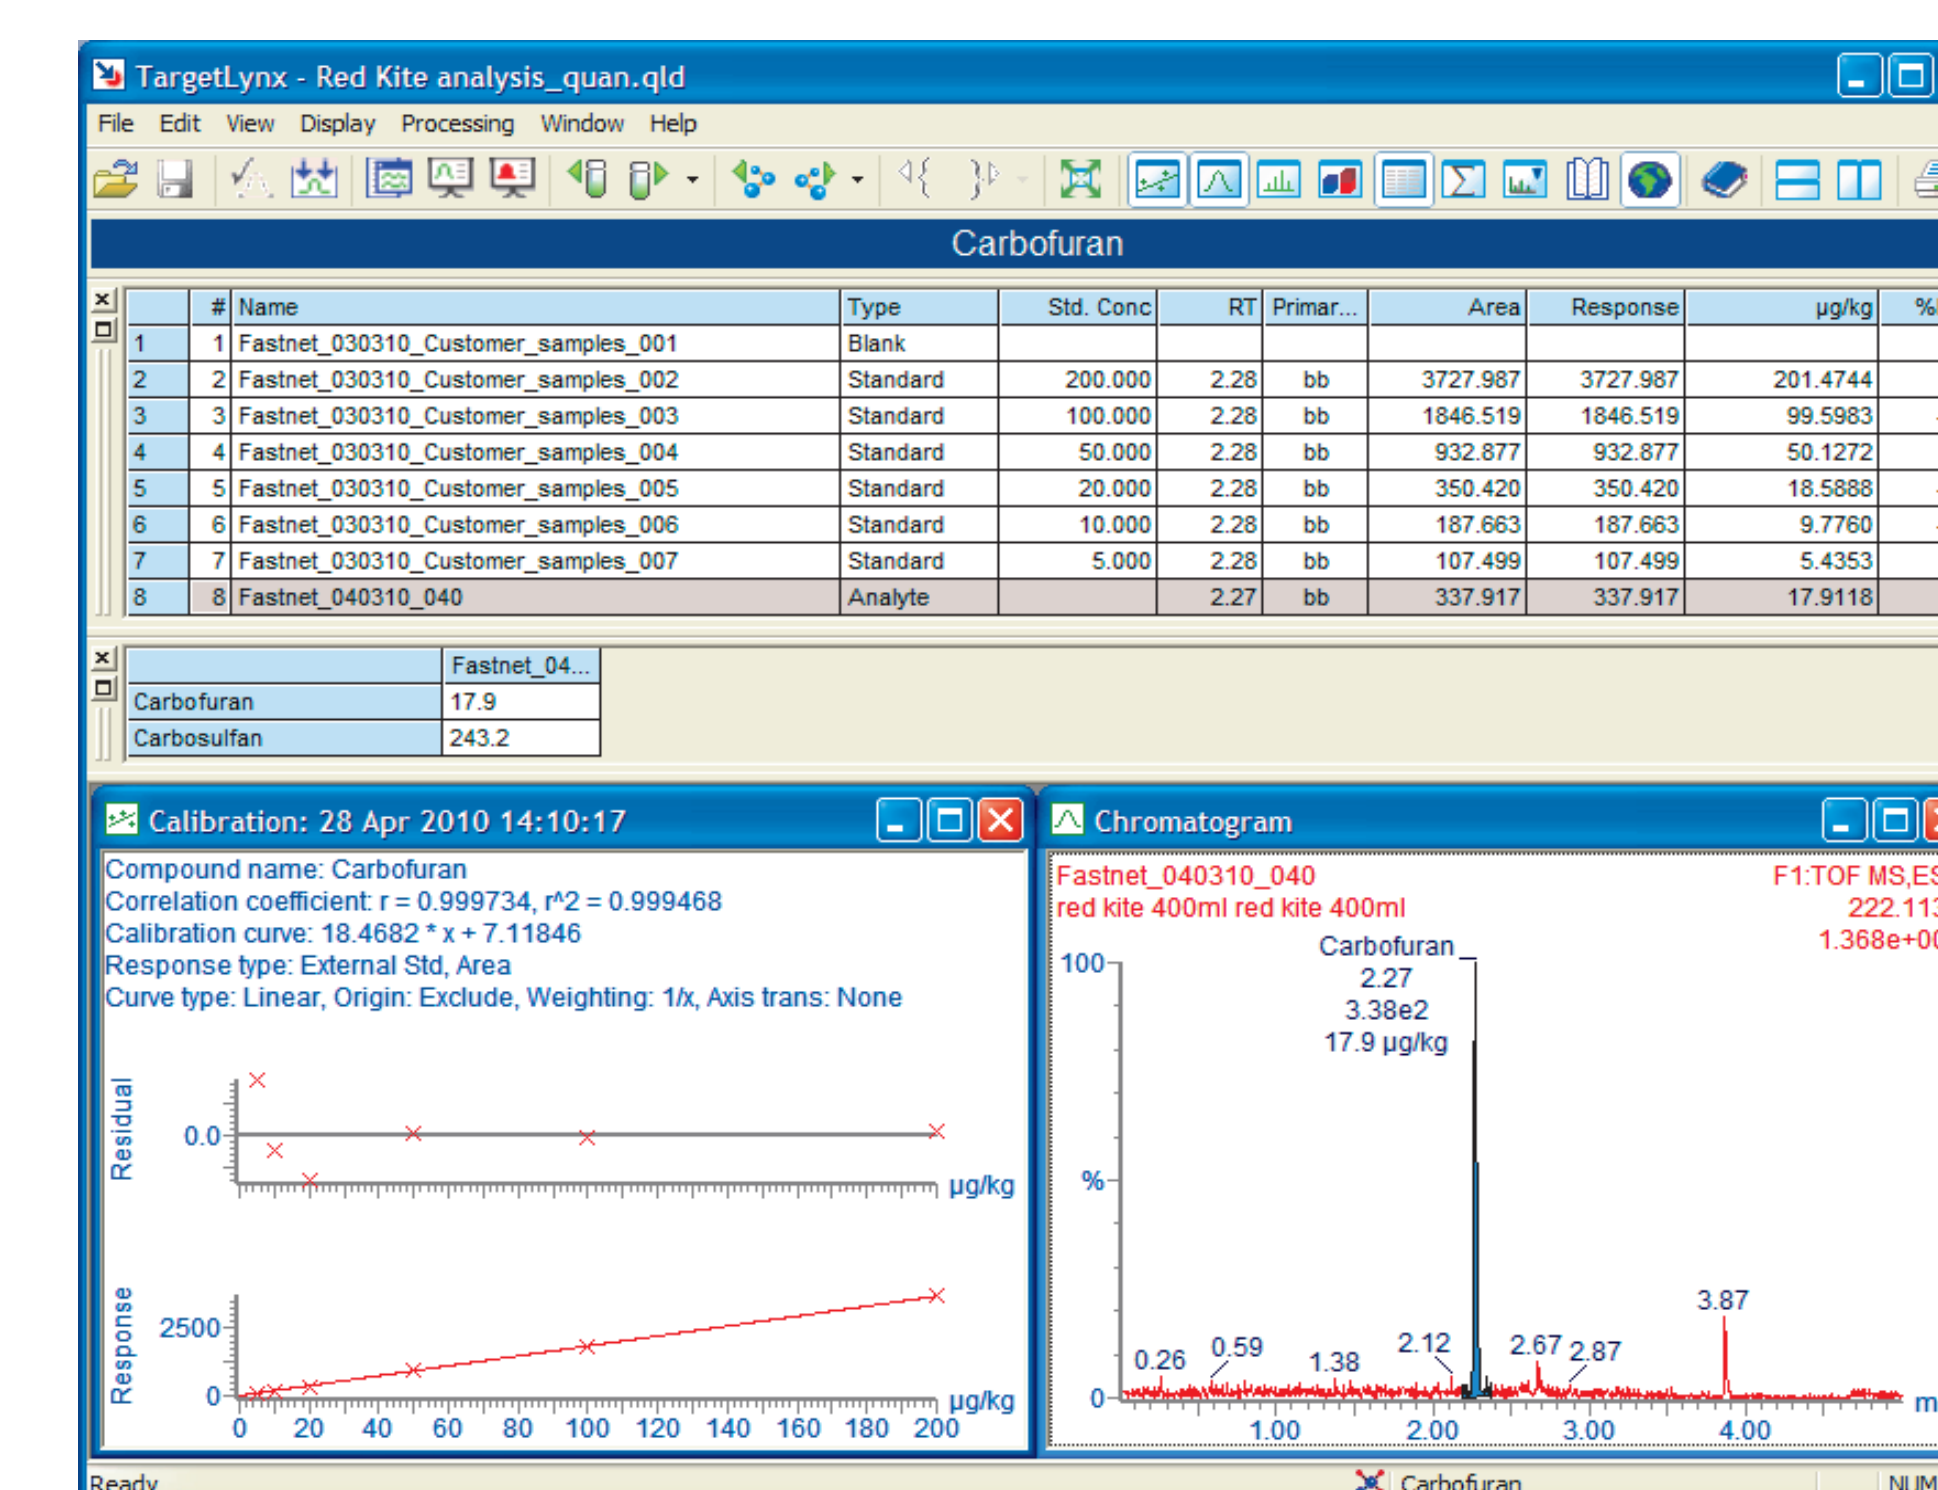 TargetLynx - Red Kite analysis_quan.qld
File Edit View Display Processing Window Help
Carbofuran
# Name Type Std. Conc RT Primar... Area Response µg/kg
1 1 Fastnet_030310_Customer_samples_001 Blank
2 2 Fastnet_030310_Customer_samples_002 Standard 200.000 2.28 bb 3727.987 3727.987 201.4744
3 3 Fastnet_030310_Customer_samples_003 Standard 100.000 2.28 bb 1846.519 1846.519 99.5983
4 4 Fastnet_030310_Customer_samples_004 Standard 50.000 2.28 bb 932.877 932.877 50.1272
5 5 Fastnet_030310_Customer_samples_005 Standard 20.000 2.28 bb 350.420 350.420 18.5888
6 6 Fastnet_030310_Customer_samples_006 Standard 10.000 2.28 bb 187.663 187.663 9.7760
7 7 Fastnet_030310_Customer_samples_007 Standard 5.000 2.28 bb 107.499 107.499 5.4353
8 8 Fastnet_040310_040 Analyte 2.27 bb 337.917 337.917 17.9118
Fastnet_04...
Carbofuran 17.9
Carbosulfan 243.2
Calibration: 28 Apr 2010 14:10:17
Compound name: Carbofuran
Correlation coefficient: r = 0.999734, r^2 = 0.999468
Calibration curve: 18.4682 * x + 7.11846
Response type: External Std, Area
Curve type: Linear, Origin: Exclude, Weighting: 1/x, Axis trans: None
Residual
0.0
µg/kg
Response
2500
0
µg/kg
0 20 40 60 80 100 120 140 160 180 200
Chromatogram
Fastnet_040310_040 F1:TOF MS,ES
red kite 400ml red kite 400ml 222.113
1.368e+00
Carbofuran
2.27
3.38e2
17.9 µg/kg
100
%
0
0.26 0.59 1.38 2.12 2.67 2.87 3.87
1.00 2.00 3.00 4.00
Ready Carbofuran NUM